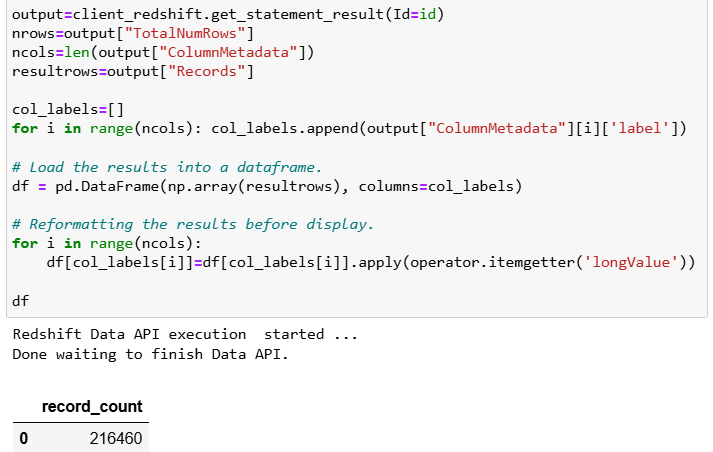 output=client_redshift.get_statement_result(Id=id)
nrows=output["TotalNumRows"]
ncols=len(output["ColumnMetadata"])
resultrows=output["Records"]
col_labels=[]
for i in range(ncols): col_labels.append(output["ColumnMetadata"][i]['label'])
# Load the results into a dataframe.
df = pd.DataFrame(np.array(resultrows), columns=col_labels)
# Reformatting the results before display.
for i in range(ncols):
    df[col_labels[i]]=df[col_labels[i]].apply(operator.itemgetter('longValue'))
df
Redshift Data API execution  started ...
Done waiting to finish Data API.
record_count
0 216460